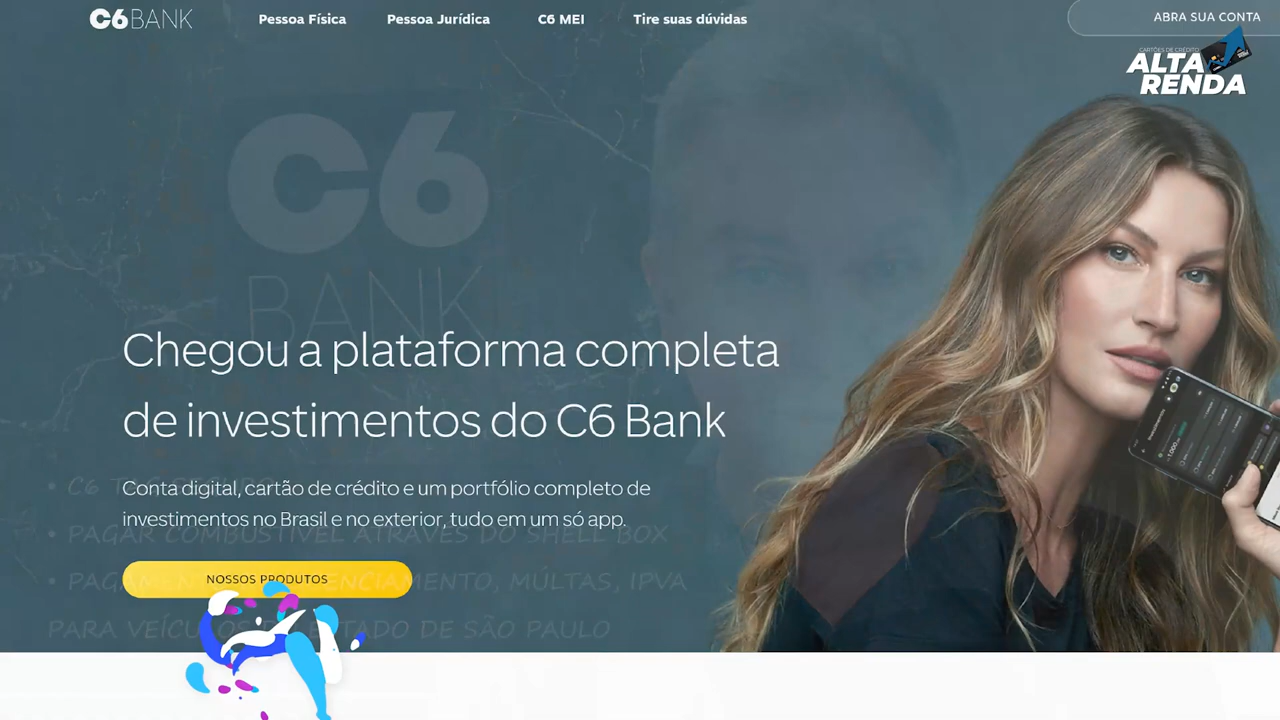 C6BANK
Pessoa Física
Pessoa Jurídica
C6 MEI
Tire suas dúvidas
ABRA SUA CONTA
CARTÕES DE CRÉDITO
ALTA
RENDA
C6
BANK
Chegou a plataforma completa
de investimentos do C6 Bank
Conta digital, cartão de crédito e um portfólio completo de
investimentos no Brasil e no exterior, tudo em um só app.
• C6
• PAGAR COMBUSTÍVEL ATRAVÉS DO SHELL BOX
NOSSOS PRODUTOS
MÚLTAS, IPVA
PARA VEÍCULOS
DE SÃO PAULO